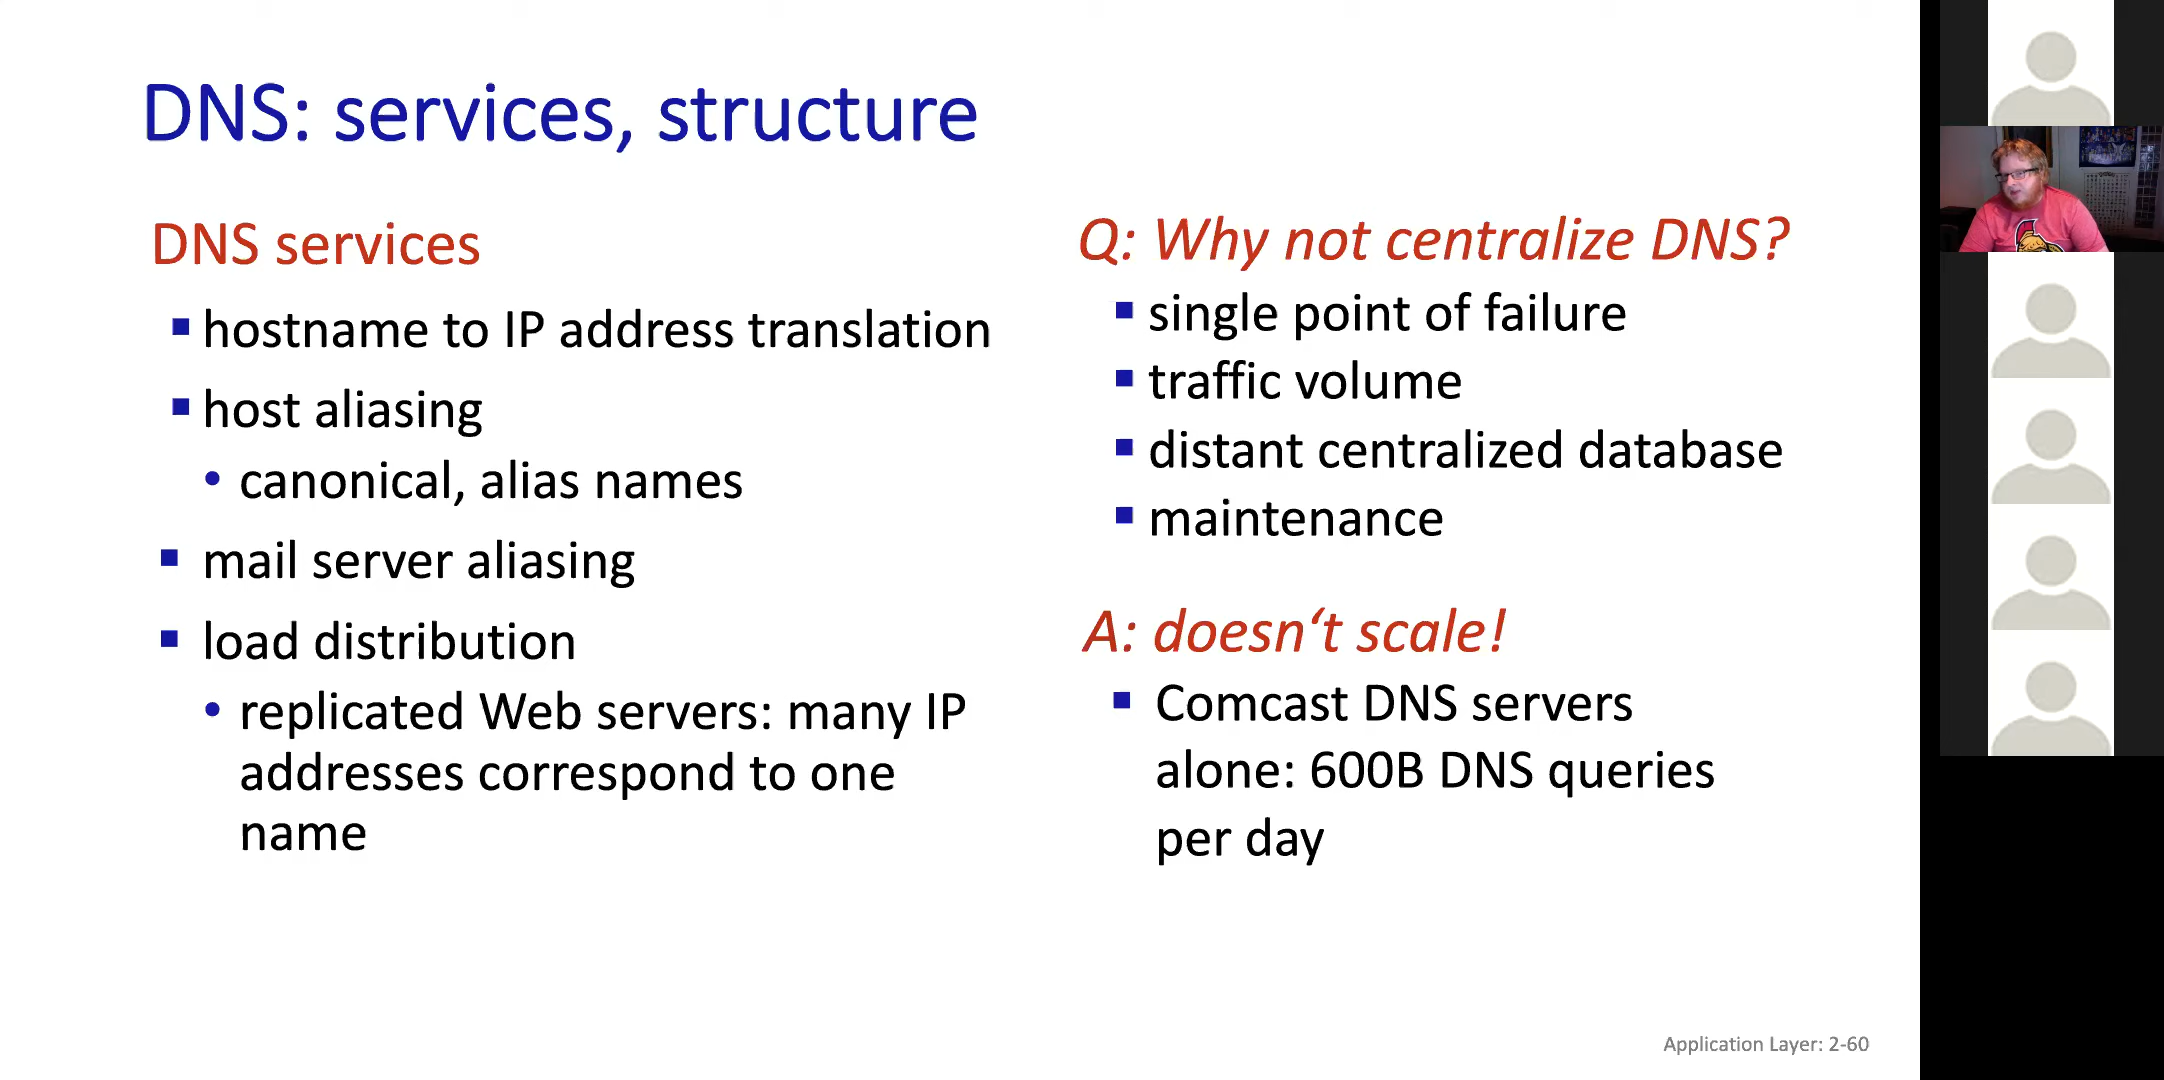 DNS: services, structure
DNS services
hostname to IP address translation
host aliasing
canonical, alias names
mail server aliasing
load distribution
replicated Web servers: many IP
addresses correspond to one
name
Q: Why not centralize DNS?
single point of failure
traffic volume
distant centralized database
maintenance
A: doesn‘t scale!
Comcast DNS servers
alone: 600B DNS queries
per day
Application Layer: 2-60